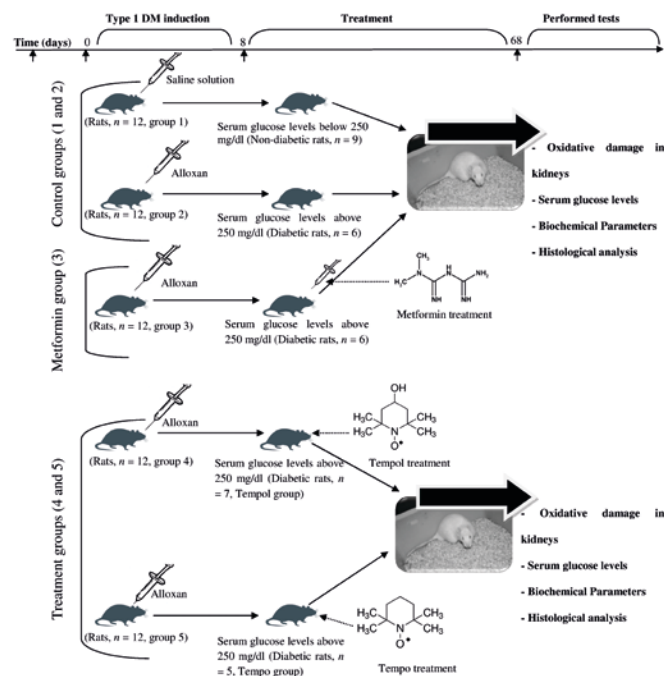 Type 1 DM induction
Treatment
Performed tests
Time (days)
0
8
68
Control groups (1 and 2)
Saline solution
(Rats, n = 12, group 1)
Serum glucose levels below 250
mg/dl (Non-diabetic rats, n = 9)
Alloxan
(Rats, n = 12, group 2)
Serum glucose levels above
250 mg/dl (Diabetic rats, n = 6)
- Oxidative damage in
kidneys
- Serum glucose levels
- Biochemical Parameters
- Histological analysis
Metformin group (3)
Alloxan
(Rats, n = 12, group 3)
Serum glucose levels above
250 mg/dl (Diabetic rats, n = 6)
CH3
H3C
N
H
N
NH2
NH
NH
Metformin treatment
Treatment groups (4 and 5)
Alloxan
(Rats, n = 12, group 4)
Serum glucose levels above
250 mg/dl (Diabetic rats, n
= 7, Tempol group)
OH
H3C
CH3
H3C
N
CH3
O•
Tempol treatment
- Oxidative damage in
kidneys
- Serum glucose levels
- Biochemical Parameters
- Histological analysis
Alloxan
(Rats, n = 12, group 5)
Serum glucose levels above
250 mg/dl (Diabetic rats, n
= 5, Tempo group)
H3C
CH3
H3C
N
CH3
O•
Tempo treatment